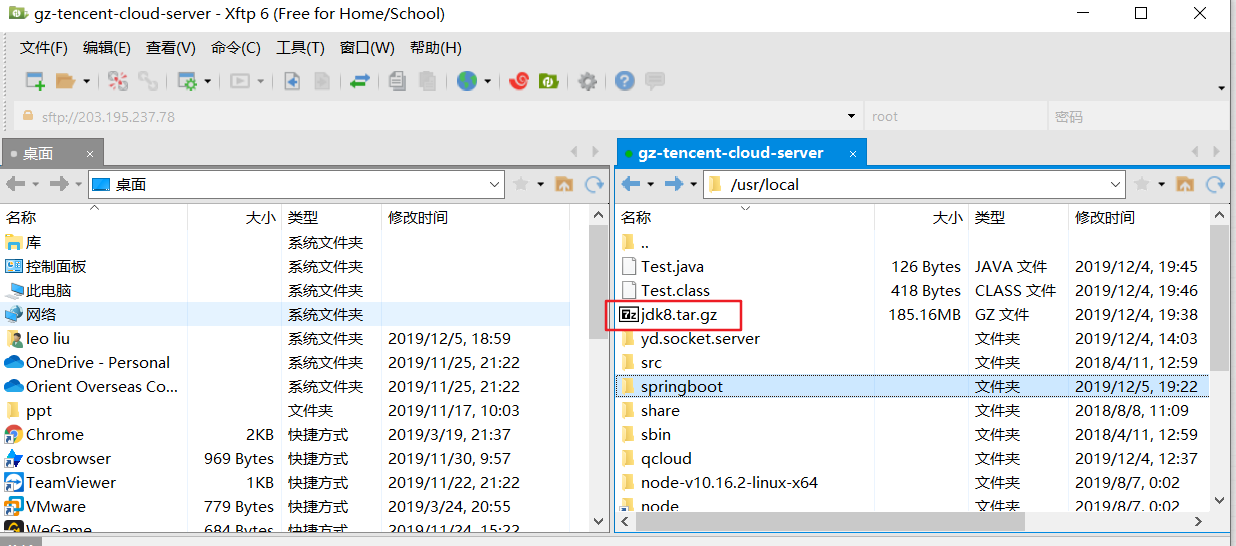 gz-tencent-cloud-server - Xftp 6 (Free for Home/School)
文件(F) 编辑(E) 查看(V) 命令(C) 工具(T) 窗口(W) 帮助(H)
sftp://203.195.237.78 root 密码
桌面 × gz-tencent-cloud-server ×
桌面 /usr/local
名称 大小 类型 修改时间 名称 大小 类型 修改时间
库 系统文件夹 ..
控制面板 系统文件夹 Test.java 126 Bytes JAVA 文件 2019/12/4, 19:45
此电脑 系统文件夹 Test.class 418 Bytes CLASS 文件 2019/12/4, 19:46
网络 系统文件夹 7z jdk8.tar.gz 185.16MB GZ 文件 2019/12/4, 19:38
leo liu 系统文件夹 2019/12/5, 18:59 yd.socket.server 文件夹 2019/12/4, 14:03
OneDrive - Personal 系统文件夹 2019/11/25, 21:22 src 文件夹 2018/4/11, 12:59
Orient Overseas Co... 系统文件夹 2019/11/25, 21:22 springboot 文件夹 2019/12/5, 19:22
ppt 文件夹 2019/11/17, 10:03 share 文件夹 2018/8/8, 11:09
Chrome 2KB 快捷方式 2019/3/19, 21:37 sbin 文件夹 2018/4/11, 12:59
cosbrowser 969 Bytes 快捷方式 2019/11/30, 9:57 qcloud 文件夹 2019/12/4, 12:37
TeamViewer 1KB 快捷方式 2019/11/22, 21:22 node-v10.16.2-linux-x64 文件夹 2019/8/7, 0:02
VMware 779 Bytes 快捷方式 2019/3/24, 20:55 node 文件夹 2019/8/7, 0:02
WeGame 684 Bytes 快捷方式 2019/11/24, 15:22